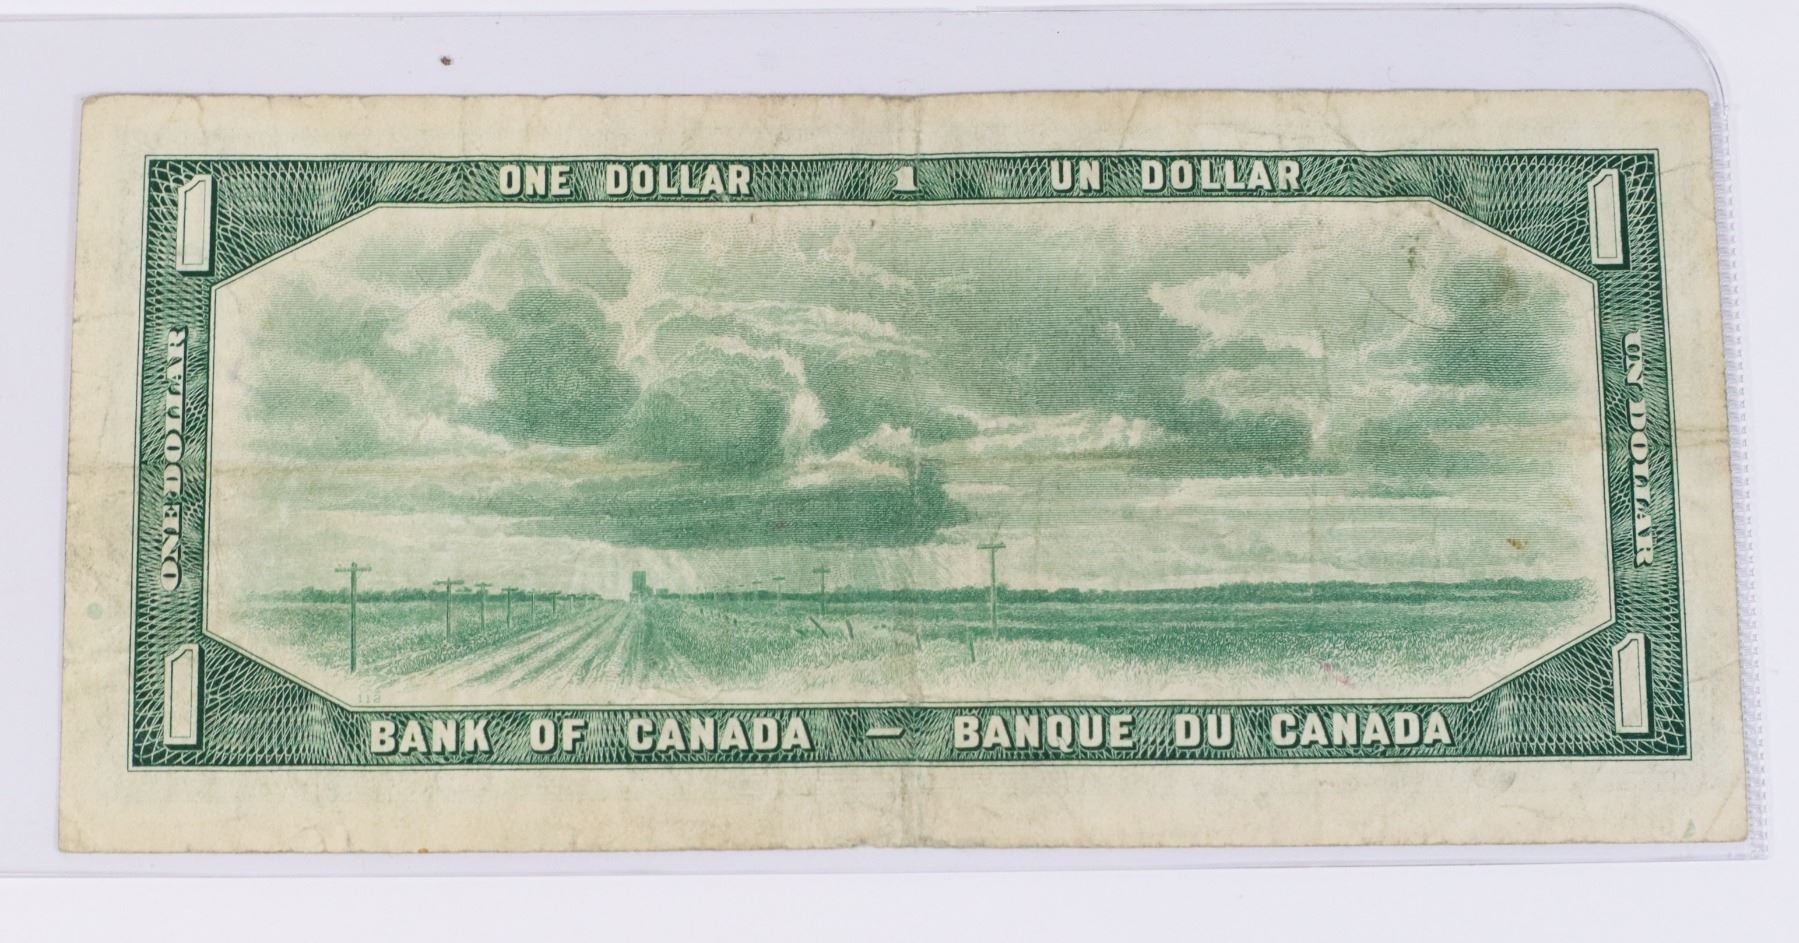 ONE DOLLAR 1 UN DOLLAR
1
1
ONE DOLLAR
UN DOLLAR
1
1
112
BANK OF CANADA — BANQUE DU CANADA